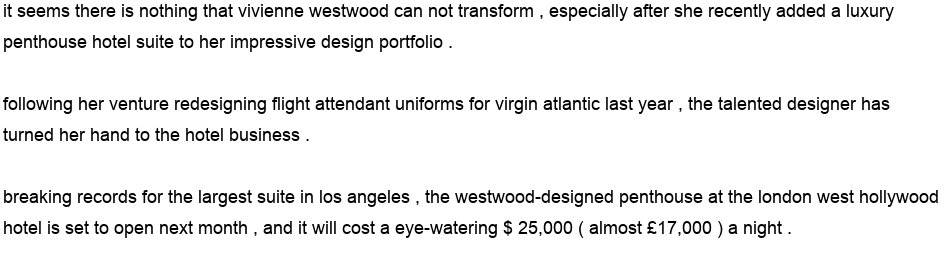 it seems there is nothing that vivienne westwood can not transform , especially after she recently added a luxury
penthouse hotel suite to her impressive design portfolio .
following her venture redesigning flight attendant uniforms for virgin atlantic last year , the talented designer has
turned her hand to the hotel business .
breaking records for the largest suite in los angeles , the westwood-designed penthouse at the london west hollywood
hotel is set to open next month , and it will cost a eye-watering $ 25,000 ( almost £17,000 ) a night .